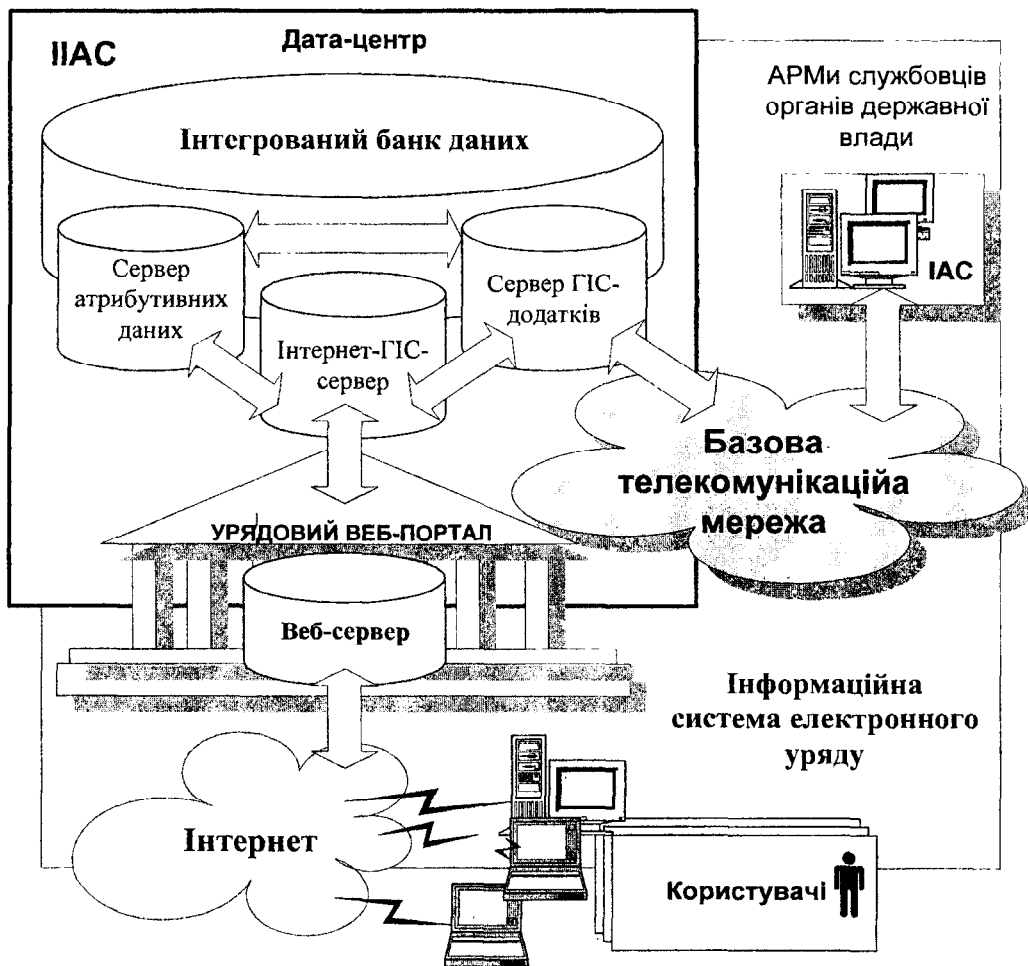 ІІАС
Дата-центр
АРМи службовців
органів державної
влади
Інтегрований банк даних
ІАС
Сервер
атрибутивних
даних
Сервер ГІС-
додатків
Інтернет-ГІС-
сервер
Базова
телекомунікаційа
мережа
УРЯДОВИЙ ВЕБ-ПОРТАЛ
Веб-сервер
Інформаційна
система електронного
уряду
Інтернет
Користувачі